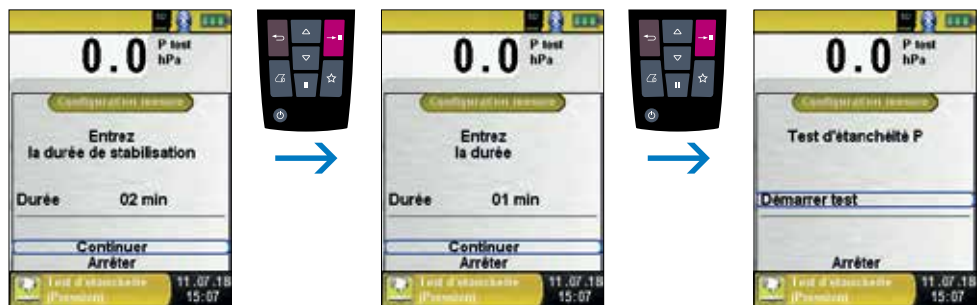 0.0 P test
hPa
Configuration mesure
Entrez
la durée de stabilisation
Durée 02 min
Continuer
Arrêter
Test d'étanchéité
(Pression)
11.07.18
15:07
0.0 P test
hPa
Configuration mesure
Entrez
la durée
Durée 01 min
Continuer
Arrêter
Test d'étanchéité
(Pression)
11.07.18
15:07
0.0 P test
hPa
Configuration mesure
Test d'étanchéité P
Démarrer test
Arrêter
Test d'étanchéité
(Pression)
11.07.18
15:07